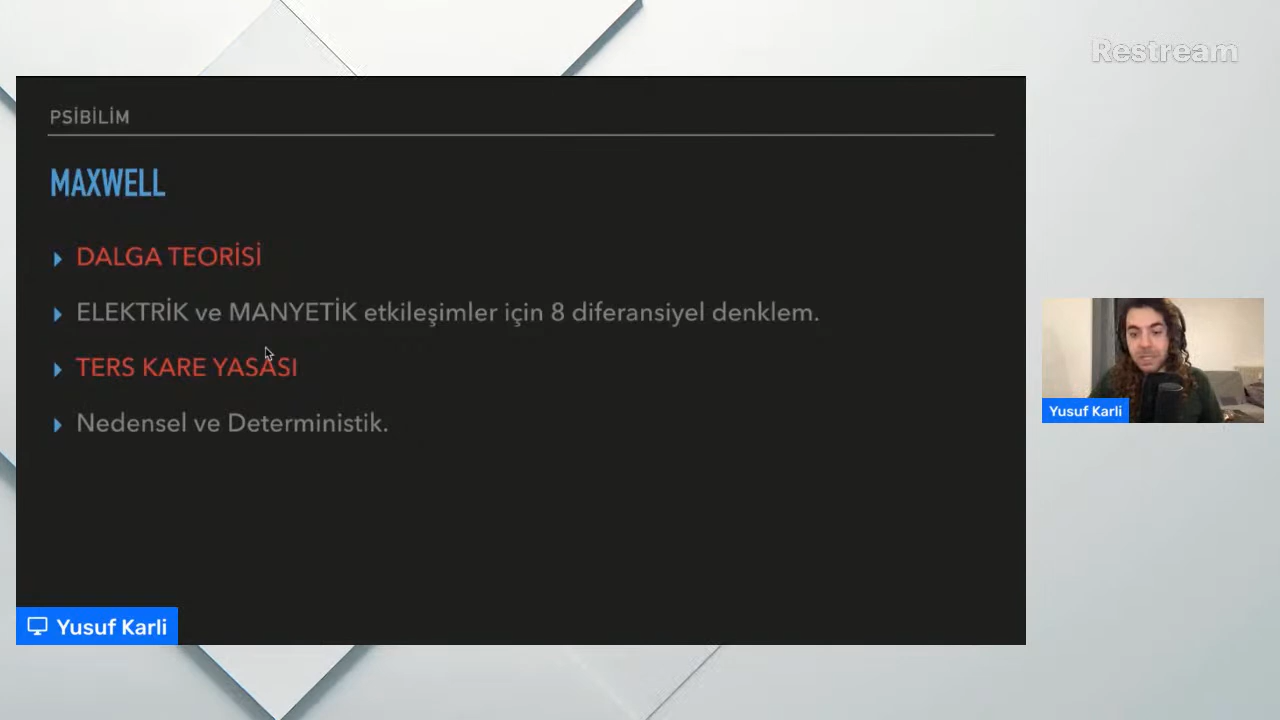 Restream
PSİBİLİM
MAXWELL
DALGA TEORİSİ
ELEKTRİK ve MANYETİK etkileşimler için 8 diferansiyel denklem.
TERS KARE YASASI
Nedensel ve Deterministik.
Yusuf Karli
Yusuf Karli